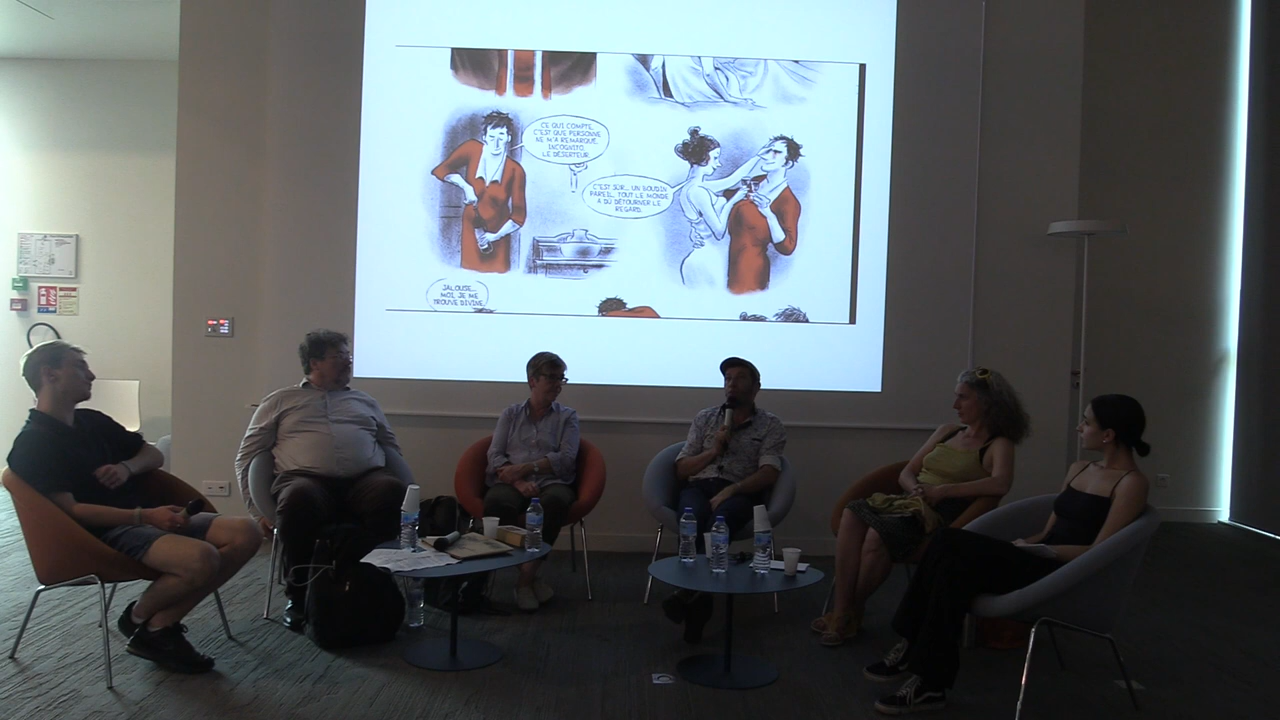 CE QUI COMPTE,
C'EST QUE PERSONNE
NE M'A REMARQUÉ.
INCOGNITO,
LE DÉSERTEUR.
C'EST SÛR... UN BOUDIN
PAREIL, TOUT LE MONDE
A DÛ DÉTOURNER LE
REGARD.
JALOUSE...
MOI, JE ME
TROUVE DIVINE.